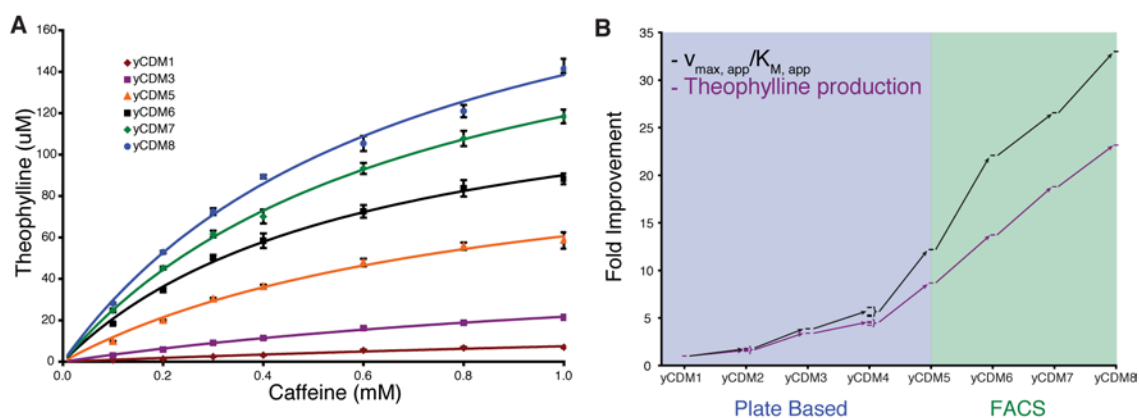 A
Theophylline (uM)
160
140
120
100
80
60
40
20
0
yCDM1
yCDM3
yCDM5
yCDM6
yCDM7
yCDM8
0.0 0.2 0.4 0.6 0.8 1.0
Caffeine (mM)
B
Fold Improvement
35
30
25
20
15
10
5
0
- v max, app/K M, app
- Theophylline production
yCDM1 yCDM2 yCDM3 yCDM4 yCDM5 yCDM6 yCDM7 yCDM8
Plate Based FACS